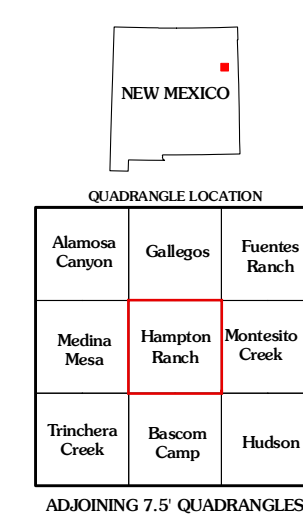 NEW MEXICO
QUADRANGLE LOCATION
Alamosa
Canyon
Gallegos
Fuentes
Ranch
Medina
Mesa
Hampton
Ranch
Montesito
Creek
Trinchera
Creek
Bascom
Camp
Hudson
ADJOINING 7.5' QUADRANGLES